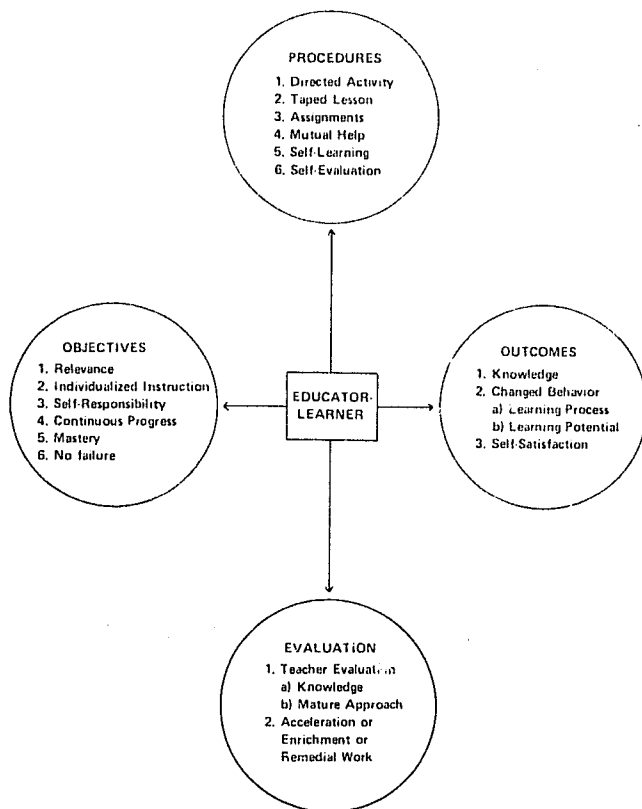 PROCEDURES
1. Directed Activity
2. Taped Lesson
3. Assignments
4. Mutual Help
5. Self-Learning
6. Self-Evaluation
OBJECTIVES
1. Relevance
2. Individualized Instruction
3. Self-Responsibility
4. Continuous Progress
5. Mastery
6. No failure
EDUCATOR-
LEARNER
OUTCOMES
1. Knowledge
2. Changed Behavior
a) Learning Process
b) Learning Potential
3. Self-Satisfaction
EVALUATION
1. Teacher Evaluation
a) Knowledge
b) Mature Approach
2. Acceleration or
Enrichment or
Remedial Work